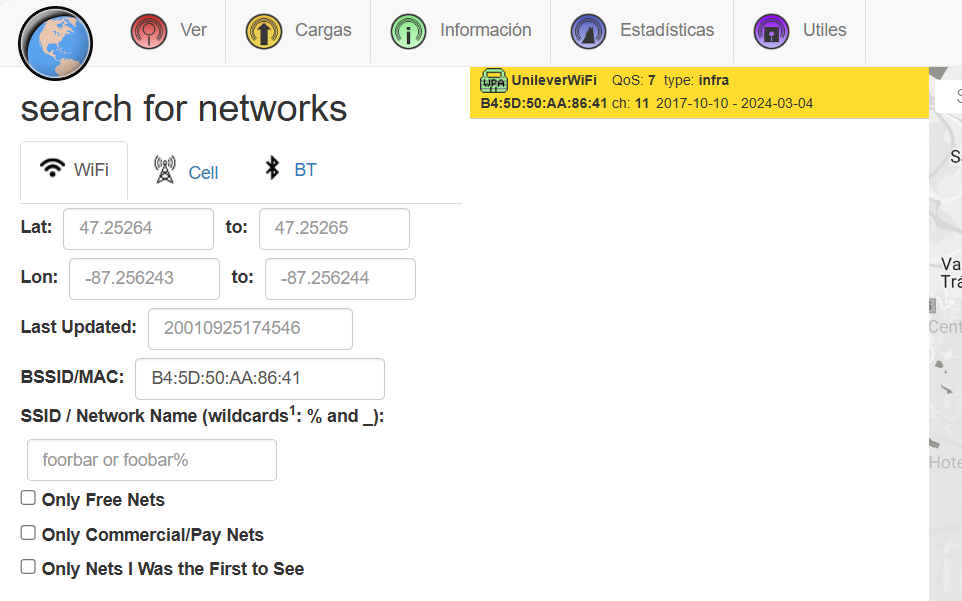 Ver Cargas Información Estadísticas Utiles
search for networks
WiFi Cell BT
Lat: 47.25264 to: 47.25265
Lon: -87.256243 to: -87.256244
Last Updated: 20010925174546
BSSID/MAC: B4:5D:50:AA:86:41
SSID / Network Name (wildcards1: % and _):
foorbar or foobar%
Only Free Nets
Only Commercial/Pay Nets
Only Nets I Was the First to See
WPA UnileverWiFi QoS: 7 type: infra
B4:5D:50:AA:86:41 ch: 11 2017-10-10 - 2024-03-04
S
Sa
Va
Trá
Cent
Hote